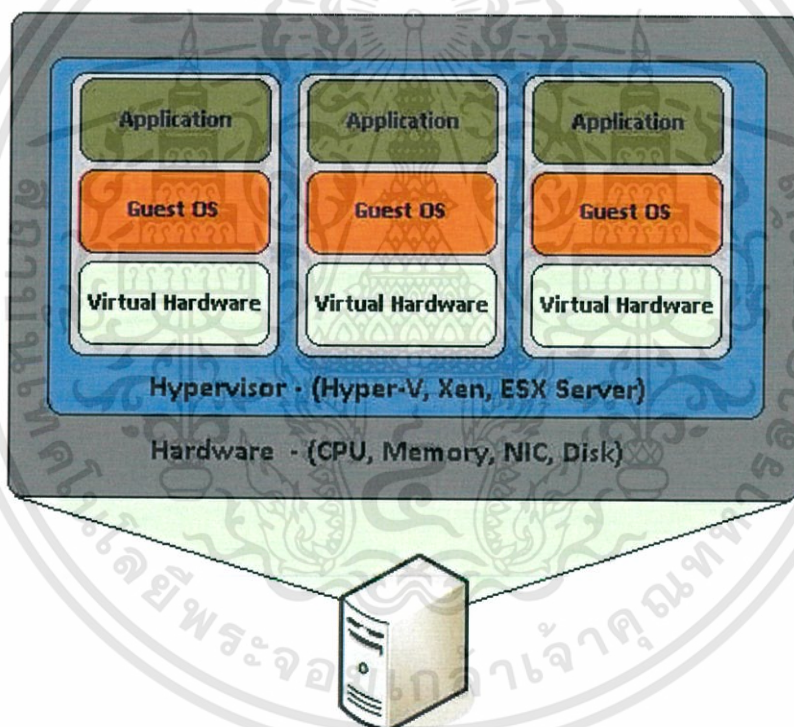 Application
Application
Application
Guest OS
Guest OS
Guest OS
Virtual Hardware
Virtual Hardware
Virtual Hardware
Hypervisor - (Hyper-V, Xen, ESX Server)
Hardware - (CPU, Memory, NIC, Disk)